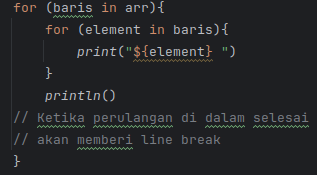 for (baris in arr){
    for (element in baris){
        print("${element} ")
    }
    println()
// Ketika perulangan di dalam selesai
// akan memberi line break
}